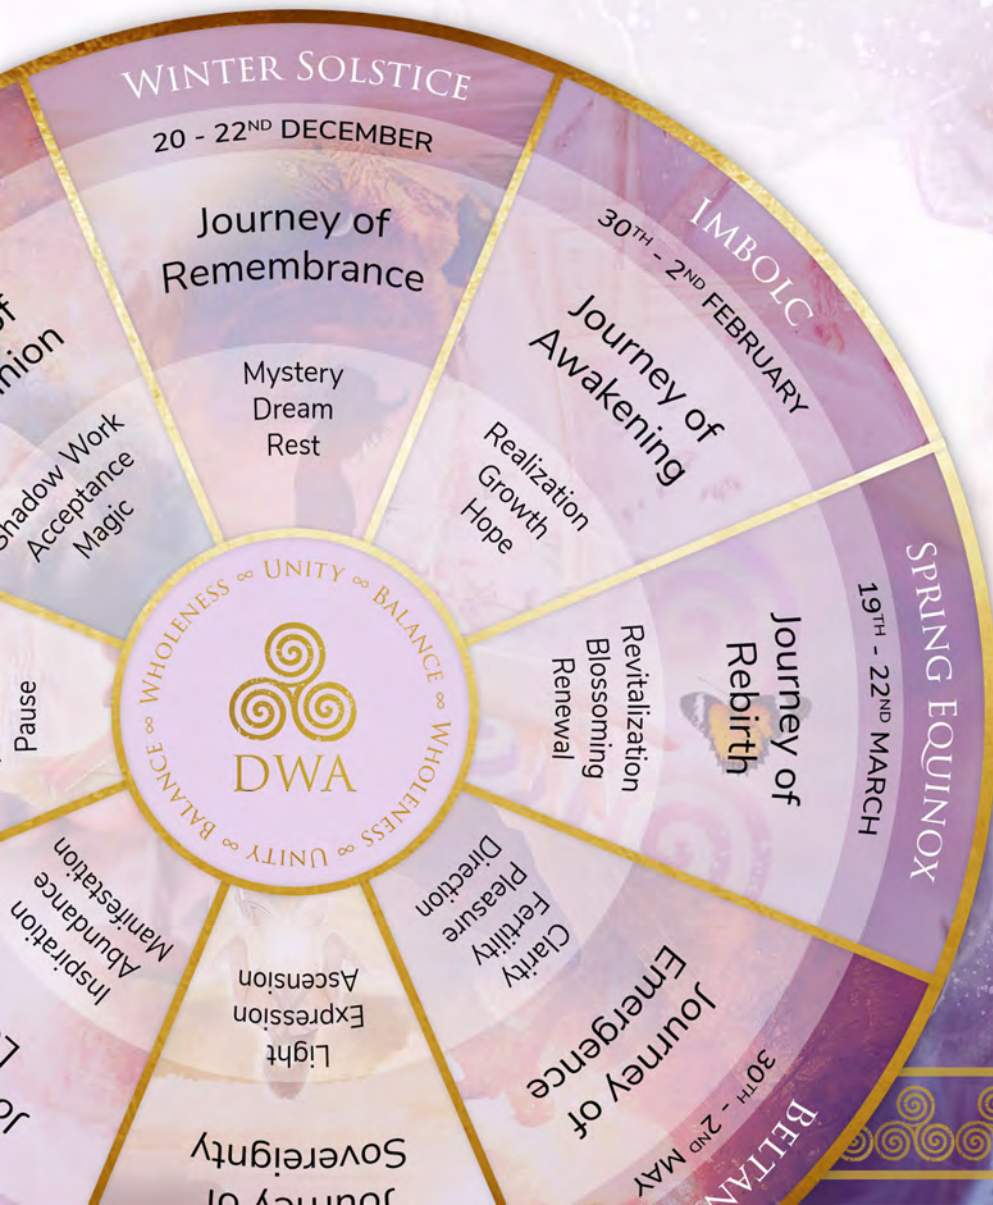 WINTER SOLSTICE
20 - 22ND DECEMBER
Journey of
Remembrance
Mystery
Dream
Rest
IMBOLC
30TH - 2ND FEBRUARY
Journey of
Awakening
Realization
Growth
Hope
SPRING EQUINOX
19TH - 22ND MARCH
Journey of
Rebirth
Revitalization
Blossoming
Renewal
30TH - 2ND MAY
Journey of
Emergence
Clarity
Fertility
Pleasure
Direction
Journey of
Sovereignty
Light
Expression
Ascension
Inspiration
Abundance
Manifestation
Pause
Shadow Work
Acceptance
Magic
of
UNITY ∞ BALANCE ∞ WHOLENESS ∞ UNITY ∞ BALANCE ∞ WHOLENESS ∞
DWA